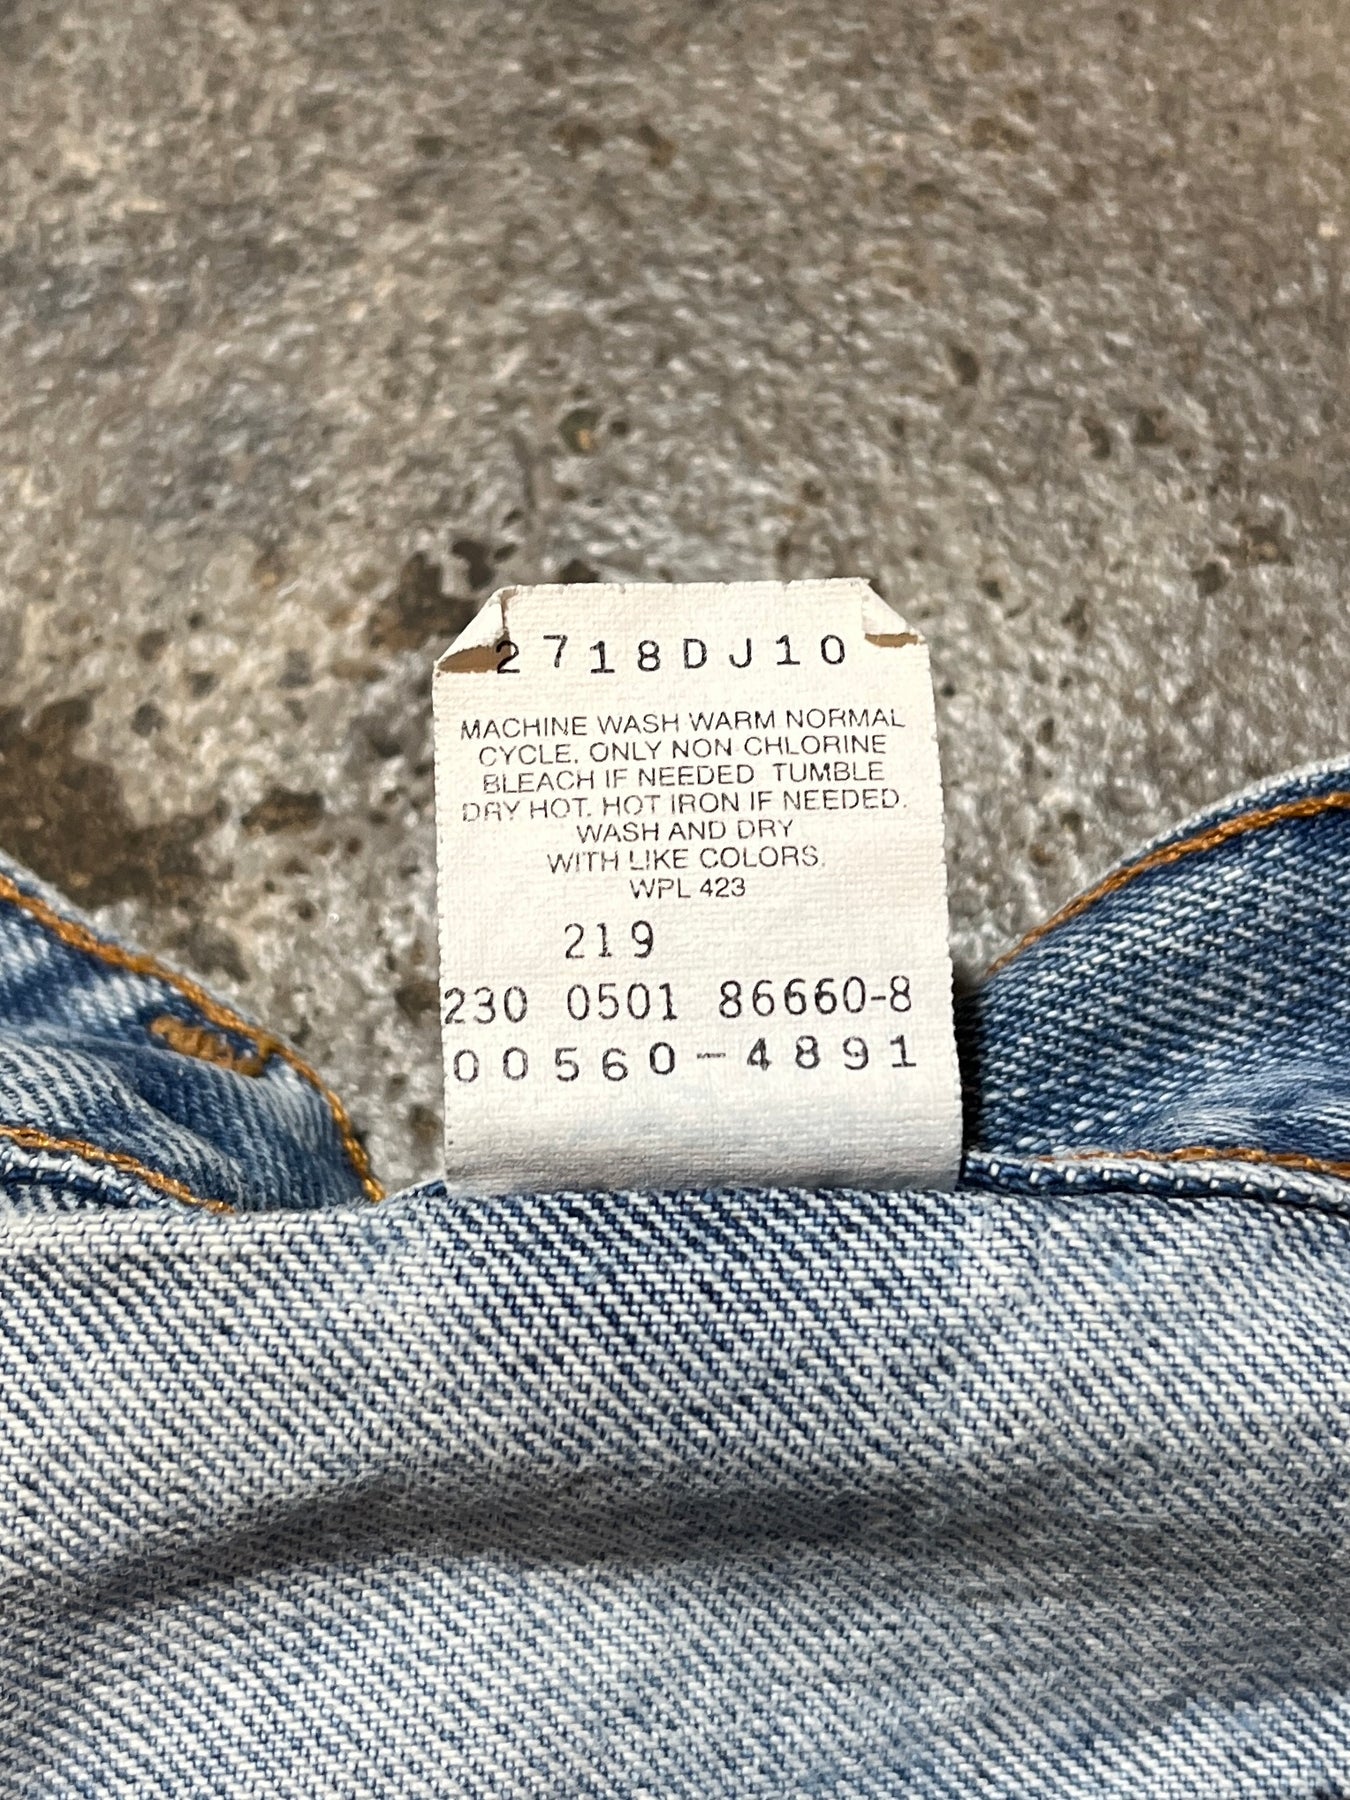 2718DJ10
MACHINE WASH WARM NORMAL
CYCLE. ONLY NON CHLORINE
BLEACH IF NEEDED TUMBLE
DRY HOT. HOT IRON IF NEEDED.
WASH AND DRY
WITH LIKE COLORS.
WPL 423
219
230 0501 86660-8
00560-4891